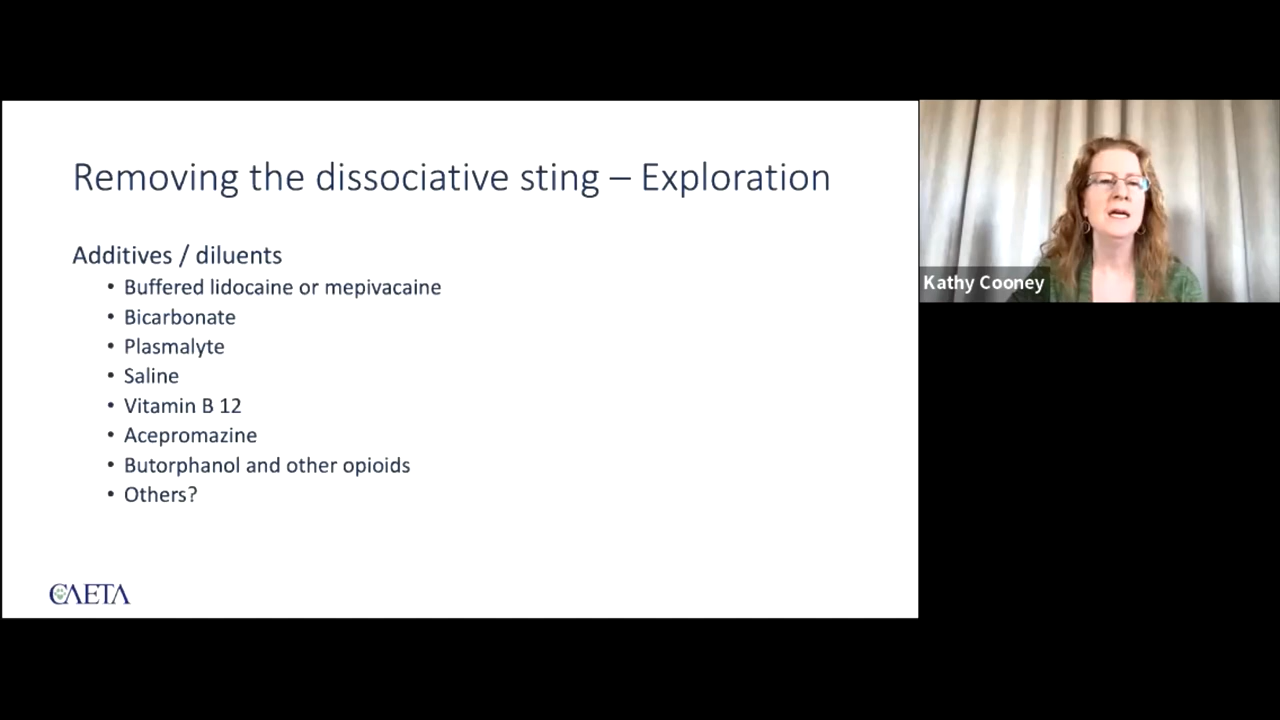 Removing the dissociative sting – Exploration
Additives / diluents
• Buffered lidocaine or mepivacaine
• Bicarbonate
• Plasmalyte
• Saline
• Vitamin B 12
• Acepromazine
• Butorphanol and other opioids
• Others?
CAETA
Kathy Cooney